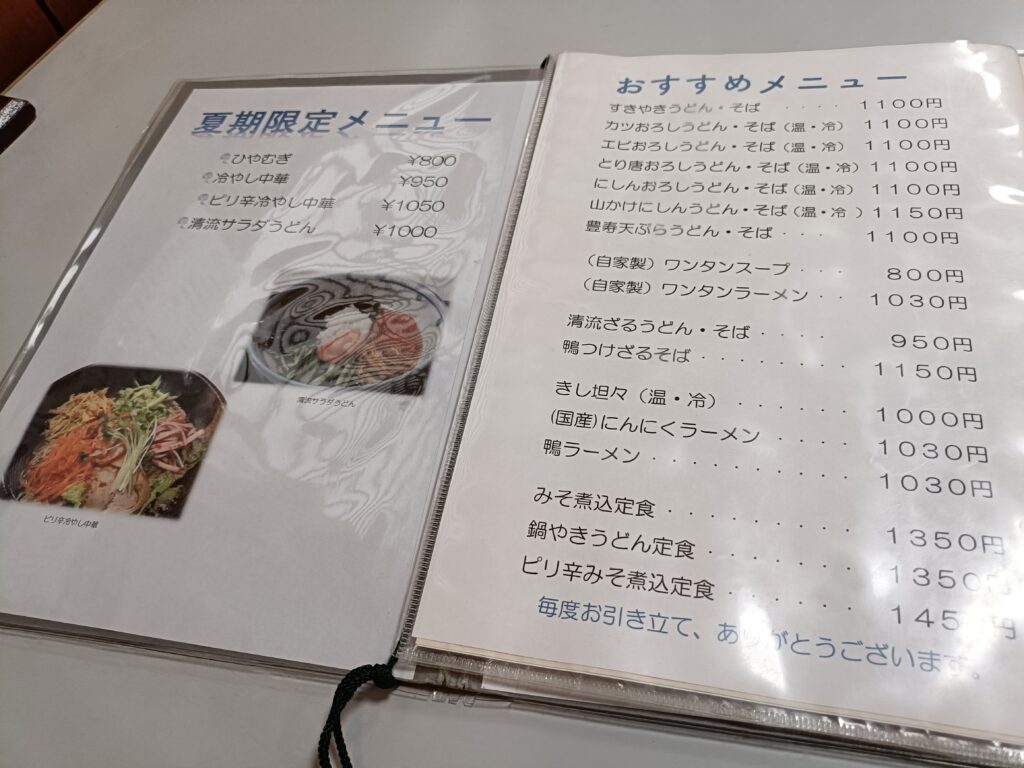 夏期限定メニュー
ひやむぎ ¥800
冷やし中華 ¥950
ピリ辛冷やし中華 ¥1050
清流サラダうどん ¥1000
清流サラダうどん
ピリ辛冷やし中華
おすすめメニュー
すきやきうどん・そば ・・・・ 1100円
カツおろしうどん・そば（温・冷） 1100円
エビおろしうどん・そば（温・冷） 1100円
とり唐おろしうどん・そば（温・冷） 1100円
にしんおろしうどん・そば（温・冷） 1100円
山かけにしんうどん・そば（温・冷 ） 1150円
豊寿天ぷらうどん・そば ・・・ 1100円
（自家製）ワンタンスープ ・・・ 800円
（自家製）ワンタンラーメン ・・ 1030円
清流ざるうどん・そば ・・・・ 950円
鴨つけざるそば ・・・・・・・ 1150円
きし坦々（温・冷） ・・・・・ 1000円
(国産)にんにくラーメン ・・・・ 1030円
鴨ラーメン ・・・・・・・・・ 1030円
みそ煮込定食 ・・・・・・・・ 1350円
鍋やきうどん定食 ・・・・・・・ 1350円
ピリ辛みそ煮込定食 ・・・・・・ 145 円
毎度お引き立て、ありがとうございます。